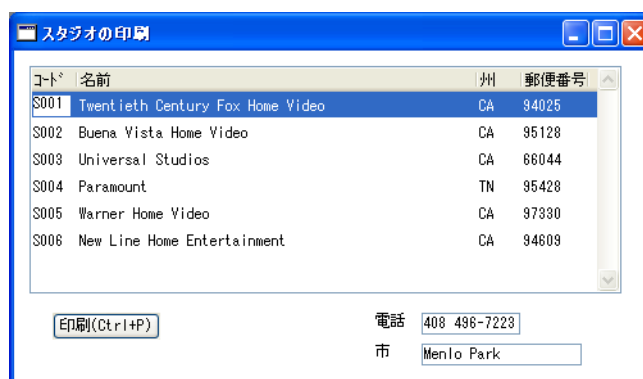 スタジオの印刷
コード 名前 州 郵便番号
S001 Twentieth Century Fox Home Video CA 94025
S002 Buena Vista Home Video CA 95128
S003 Universal Studios CA 66044
S004 Paramount TN 95428
S005 Warner Home Video CA 97330
S006 New Line Home Entertainment CA 94609
印刷(Ctrl+P) 電話 408 496-7223
市 Menlo Park